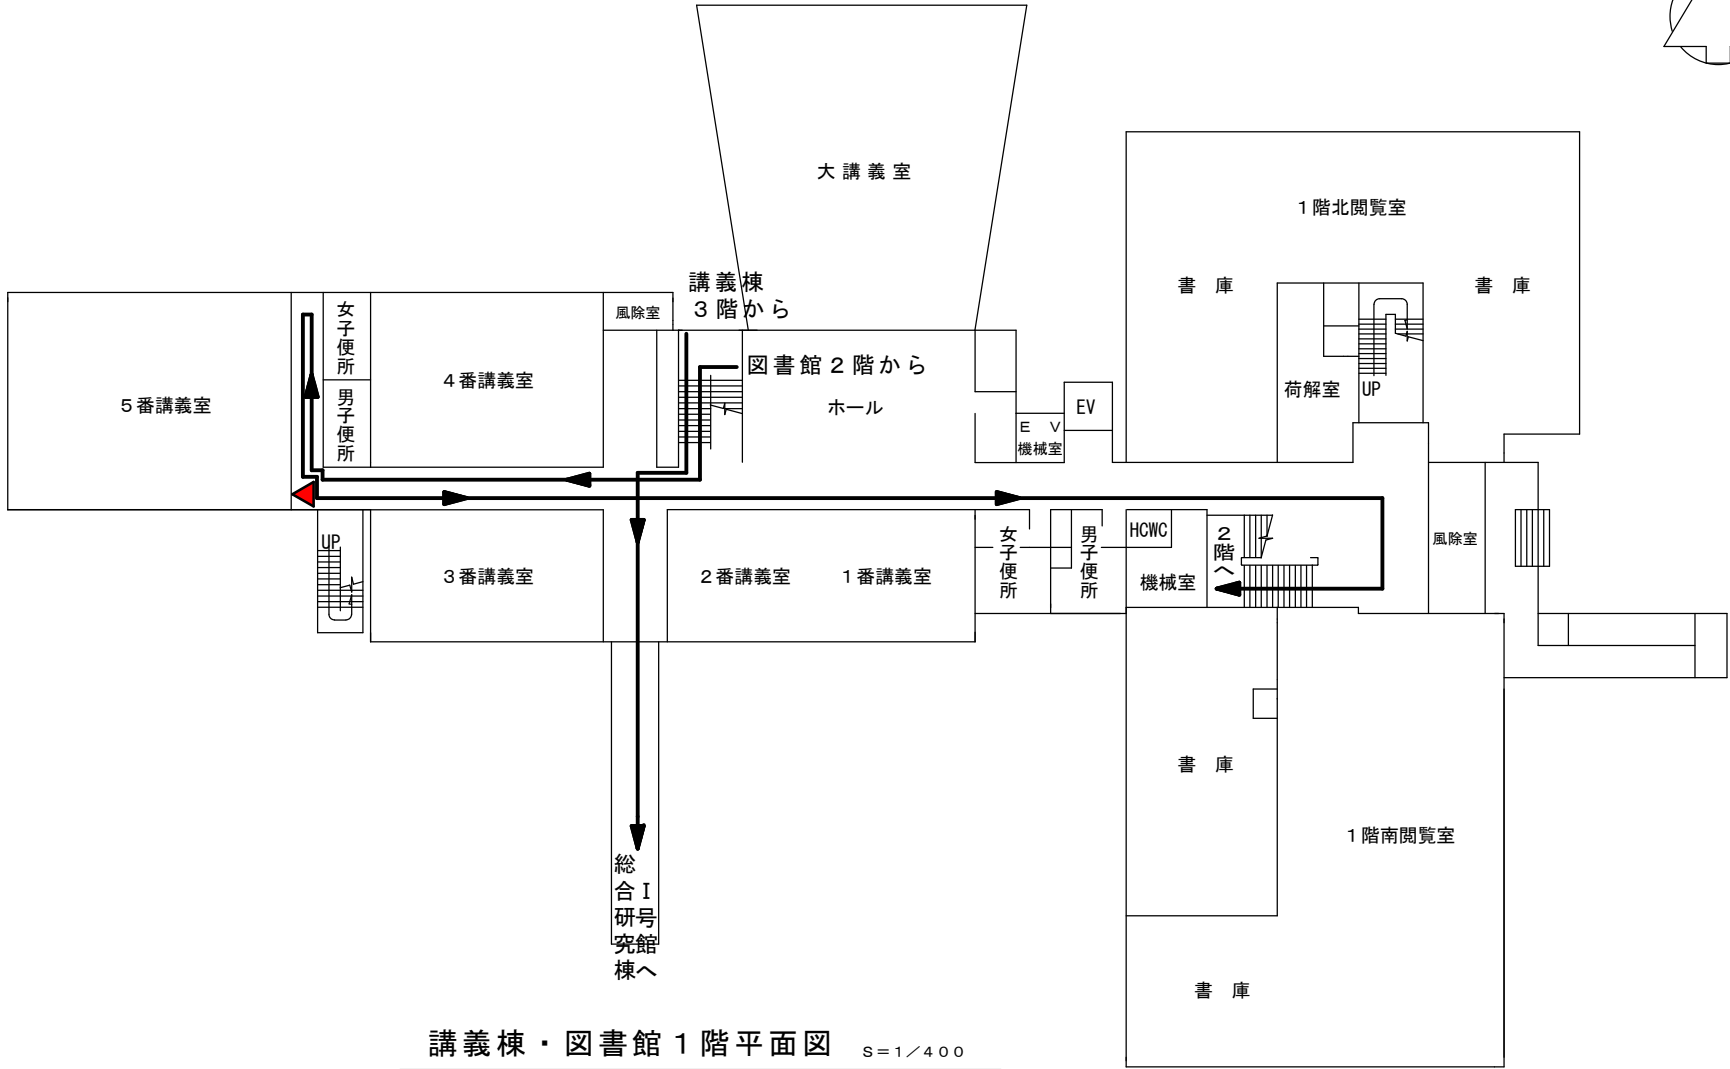 大講義室
1階北閲覧室
書庫
書庫
講義棟
3階から
風除室
女子便所
4番講義室
図書館2階から
5番講義室
男子便所
ホール
EV
EV
機械室
荷解室
UP
UP
3番講義室
2番講義室
1番講義室
女子便所
男子便所
HCWC
機械室
2階へ
風除室
書庫
1階南閲覧室
総合研究棟
Ⅰ号館へ
書庫
講義棟・図書館1階平面図
S=1/400